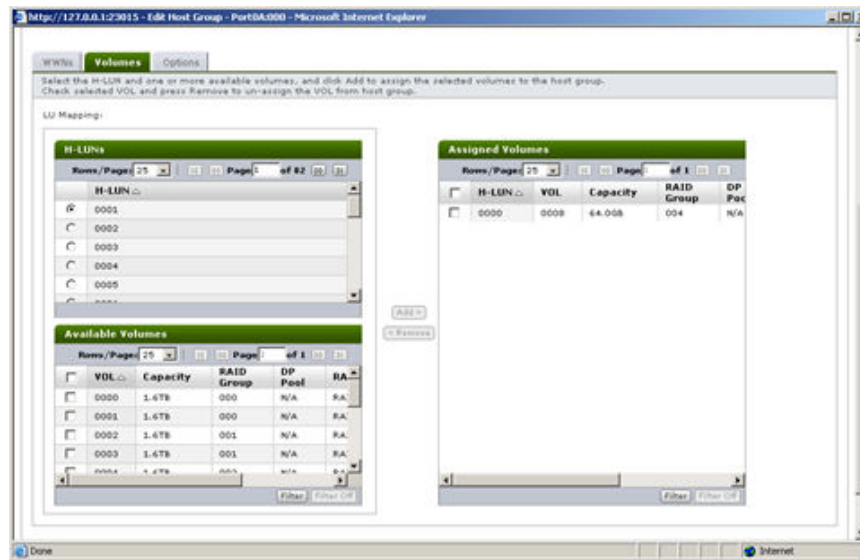 http://127.0.0.1:23015 - Edit Host Group - Port0A:000 - Microsoft Internet Explorer
WWNs Volumes Options
Select the H-LUN and one or more available volumes, and click Add to assign the selected volumes to the host group.
Check selected VOL and press Remove to un-assign the VOL from host group.
LU Mapping:
H-LUNs
Rows/Page: 25 Page 1 of 82
H-LUN
0001
0002
0003
0004
0005
Add >
< Remove
Available Volumes
Rows/Page: 25 Page of 1
VOL Capacity RAID Group DP Pool RA
0000 1.6TB 000 N/A RA
0001 1.6TB 000 N/A RA
0002 1.6TB 001 N/A RA
0003 1.6TB 001 N/A RA
Filter Filter Off
Assigned Volumes
Rows/Page: 25 Page of 1
H-LUN VOL Capacity RAID Group DP Poo
0000 0008 64.0GB 004 N/A
Filter Filter Off
Done Internet